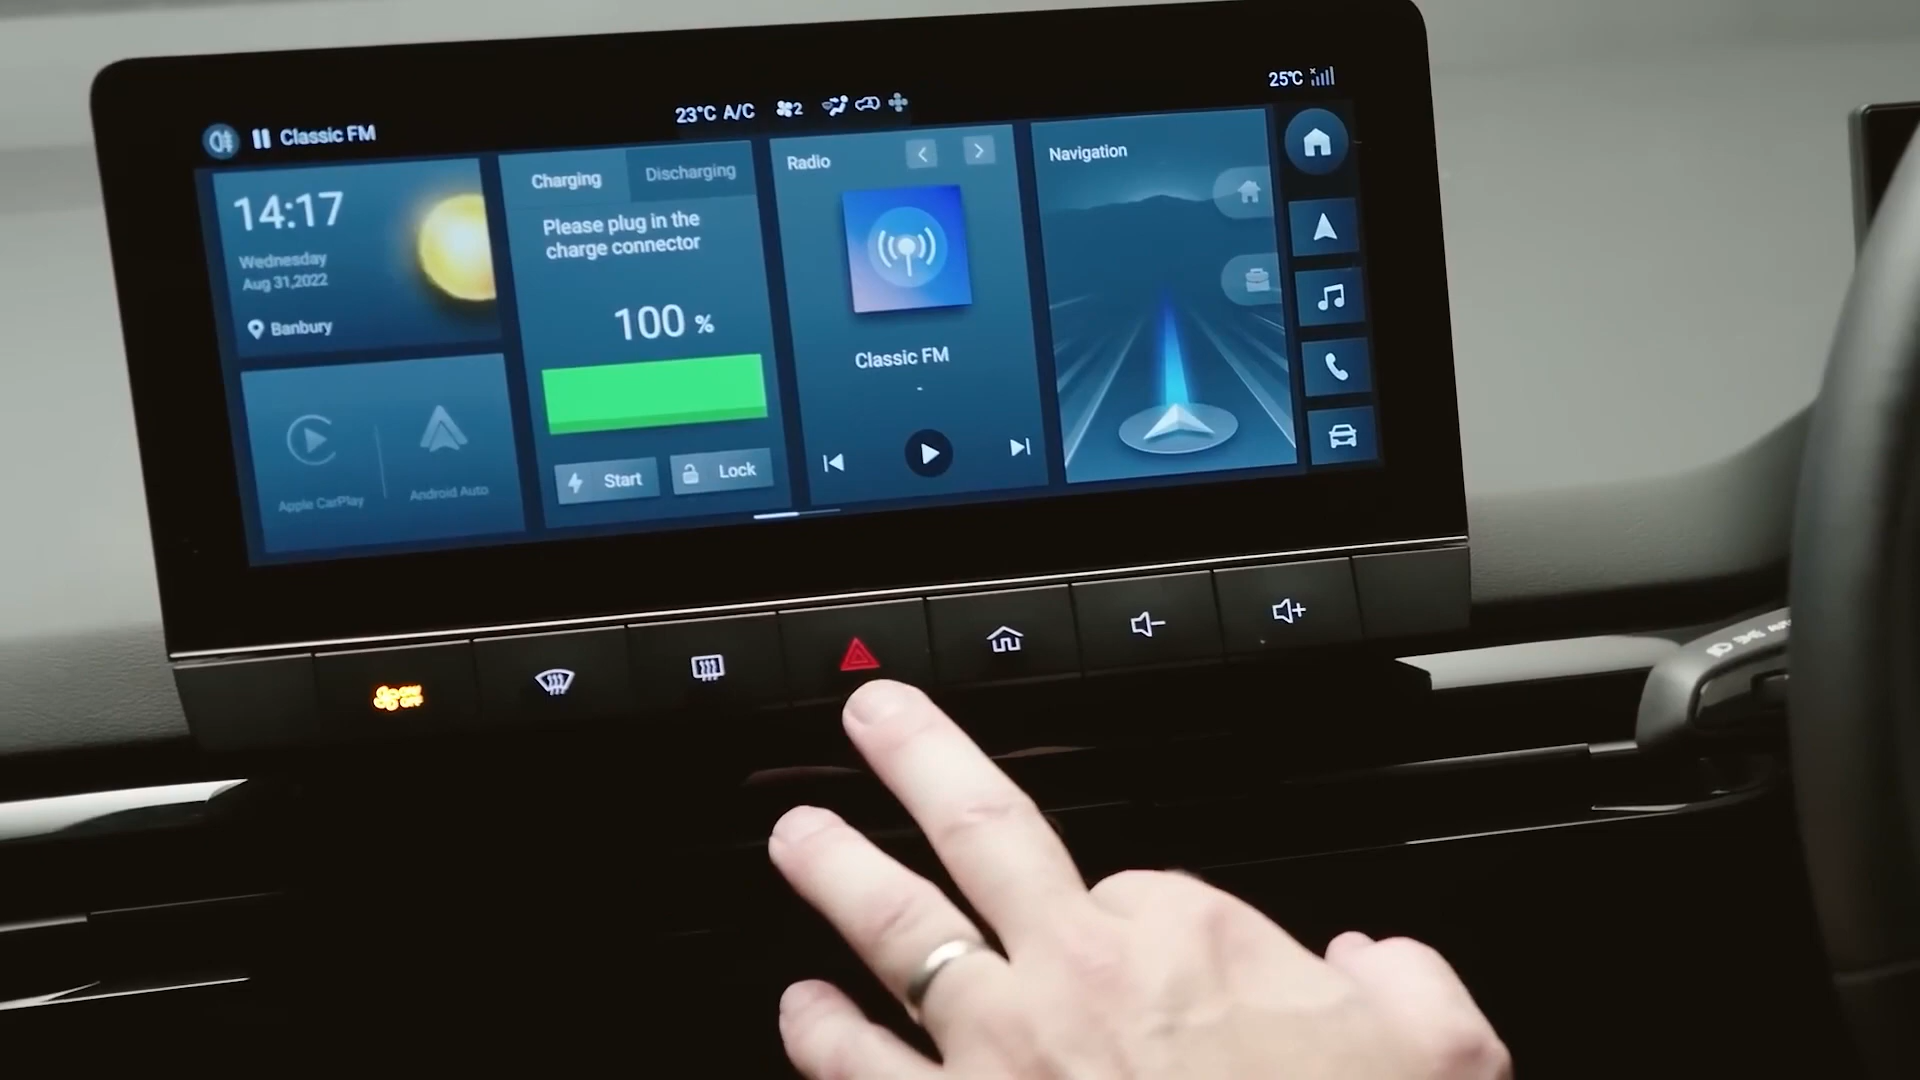 Classic FM
23°C A/C
2
25℃
14:17
Wednesday
Aug 31,2022
Banbury
Apple CarPlay
Android Auto
Charging
Discharging
Please plug in the
charge connector
100 %
Start
Lock
Radio
Classic FM
-
Navigation
OFF